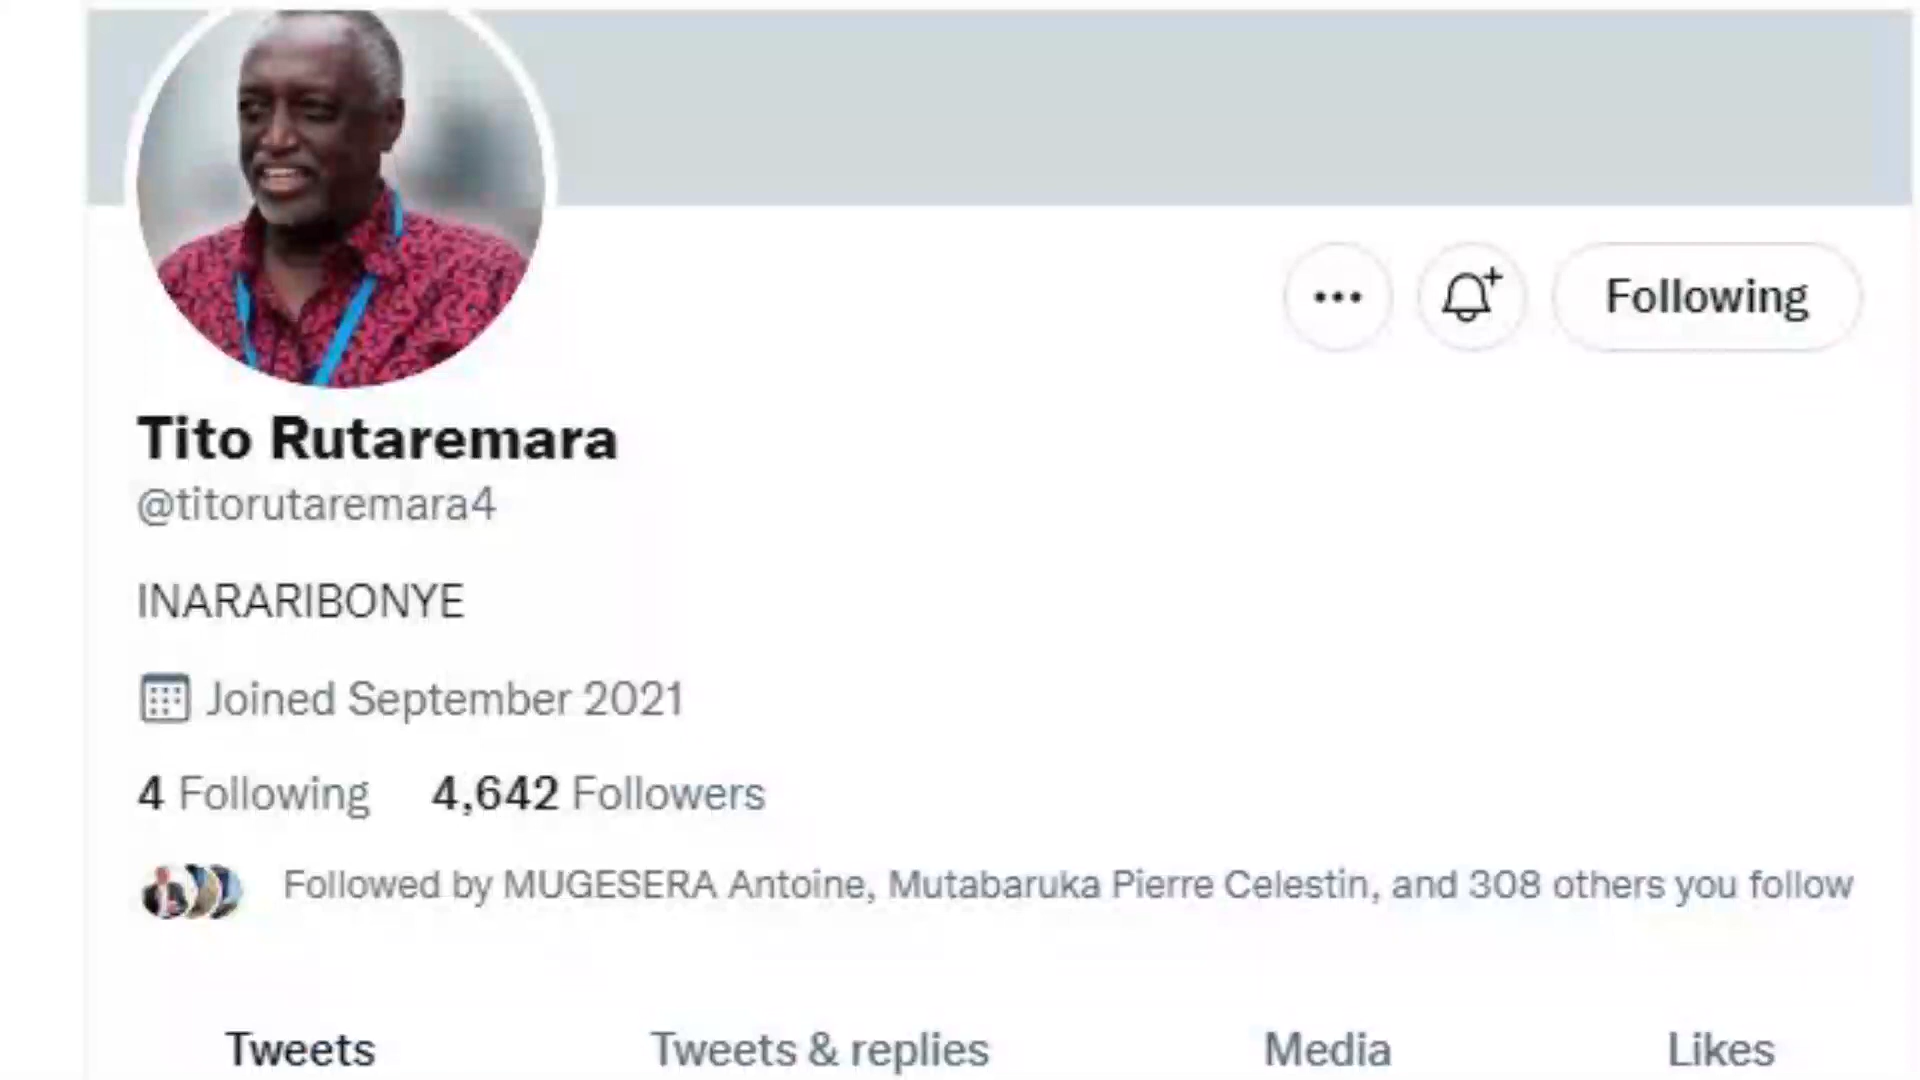 Following
Tito Rutaremara
@titorutaremara4
INARARIBONYE
Joined September 2021
4 Following 4,642 Followers
Followed by MUGESERA Antoine, Mutabaruka Pierre Celestin, and 308 others you follow
Tweets Tweets & replies Media Likes